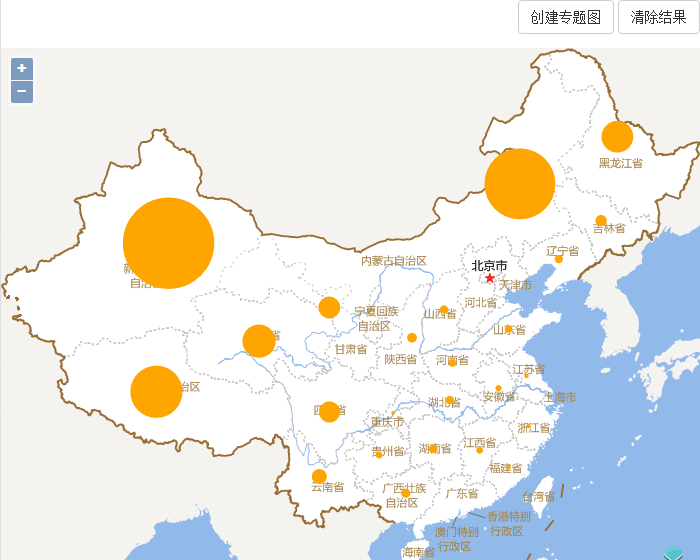 创建专题图
清除结果
+
−
黑龙江省
吉林省
辽宁省
内蒙古自治区
北京市
天津市
河北省
新
自治区
省
宁夏回族
自治区
山西省
山东省
甘肃省
陕西省
河南省
江苏省
治区
安徽省
上海市
四 省
湖北省
重庆市
浙江省
贵州省
湖南省
江西省
福建省
云南省
广西壮族
自治区
广东省
台湾省
香港特别
行政区
澳门特别
行政区
海南省